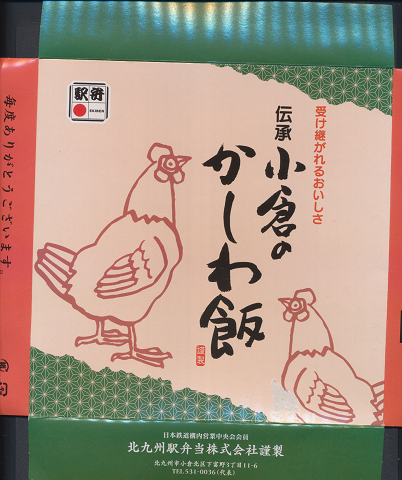 駅弁
EKIBEN
受け継がれるおいしさ
伝承
小倉の
かしわ飯
謹製
毎度ありがとうございます。
日本鉄道構内営業中央会会員
北九州駅弁当株式会社謹製
北九州市小倉北区下富野3丁目11-6
TEL531-0036(代表)